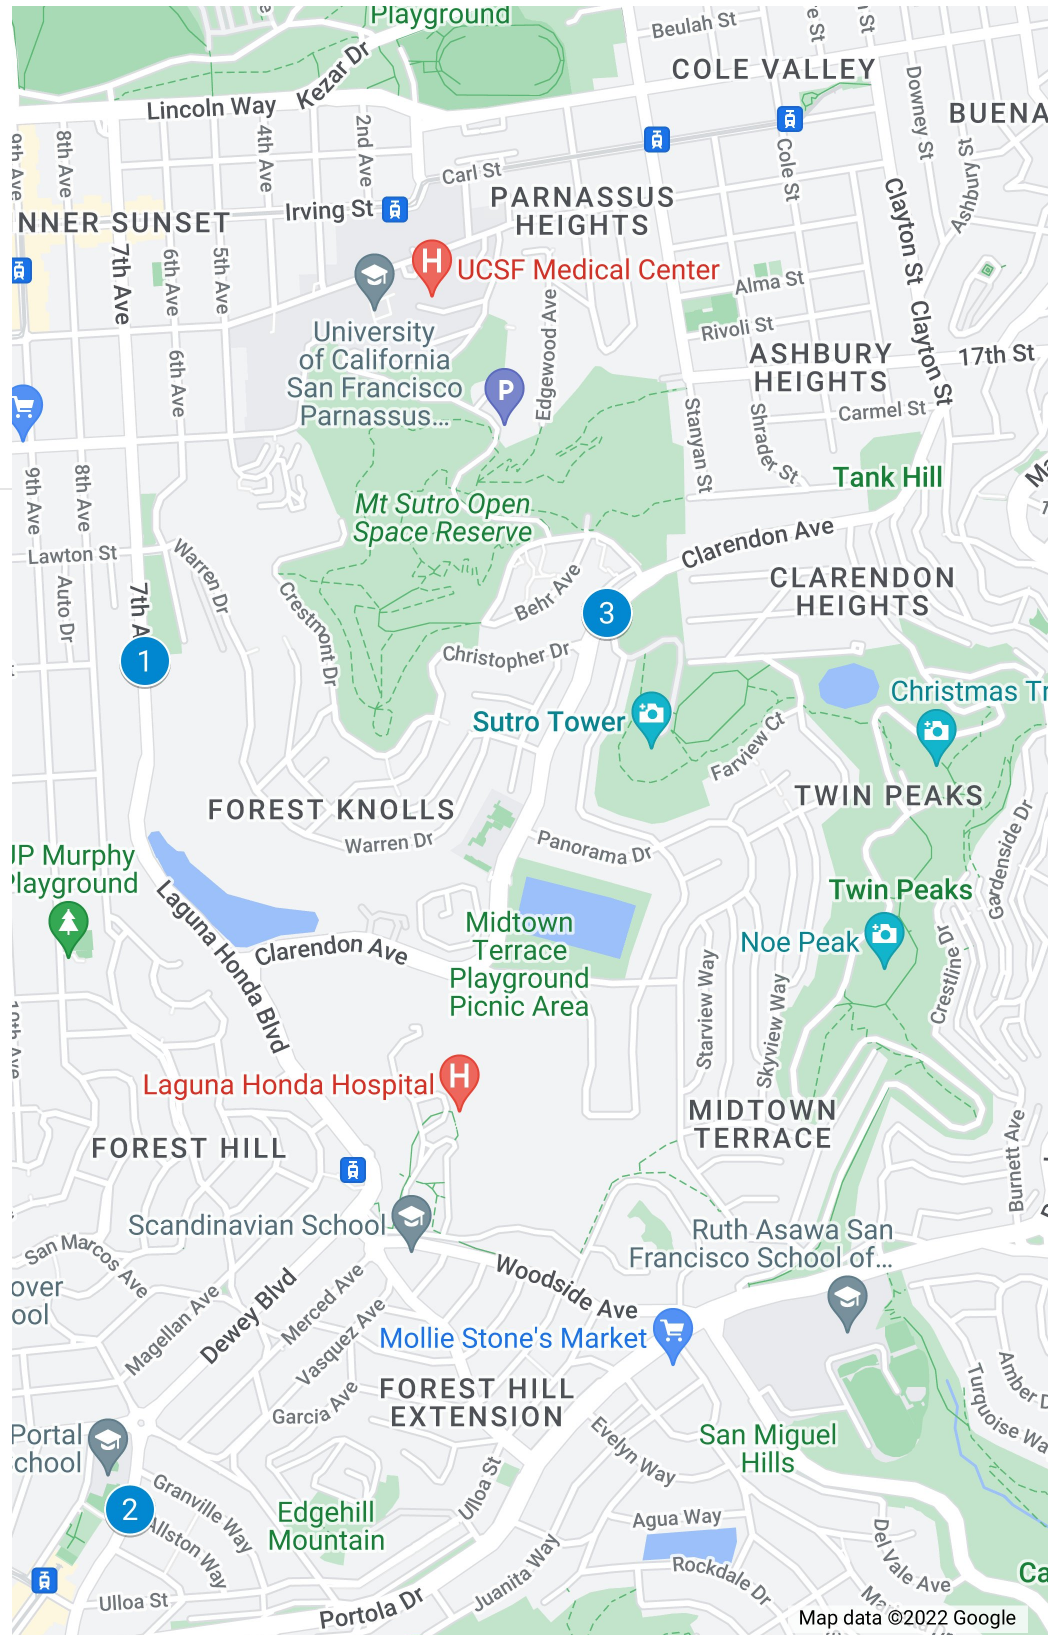 Playground
Beulah St
Kezar Dr
COLE VALLEY
Lincoln Way
Downey St
BUENA
9th Ave
8th Ave
4th Ave
2nd Ave
Carl St
Cole St
Ashbury St
PARNASSUS
HEIGHTS
Irving St
NNER SUNSET
Clayton St
7th Ave
6th Ave
5th Ave
H
UCSF Medical Center
Alma St
Edgewood Ave
University
of California
San Francisco
Parnassus...
Rivoli St
Clayton St
17th St
ASHBURY
HEIGHTS
6th Ave
P
Carmel St
Stanyan St
Shrader St
Tank Hill
9th Ave
8th Ave
Mt Sutro Open
Space Reserve
Clarendon Ave
Lawton St
Warren Dr
CLARENDON
HEIGHTS
Auto Dr
7th A
Crestmont Dr
Behr Ave
3
Christopher Dr
1
Christmas Tr
Sutro Tower
Farview Ct
TWIN PEAKS
FOREST KNOLLS
Warren Dr
Panorama Dr
Gardenside Dr
JP Murphy
Playground
Twin Peaks
Laguna Honda Blvd
Clarendon Ave
Midtown
Terrace
Playground
Picnic Area
Noe Peak
Crestline Dr
Starview Way
Skyview Way
10th Ave
Laguna Honda Hospital
H
MIDTOWN
TERRACE
FOREST HILL
Burnett Ave
Scandinavian School
Ruth Asawa San
Francisco School of...
San Marcos Ave
Woodside Ave
over
ool
Magellan Ave
Dewey Blvd
Merced Ave
Vasquez Ave
Mollie Stone's Market
Amber D
Turquoise Wa
FOREST HILL
EXTENSION
Garcia Ave
Portal
chool
Evelyn Way
San Miguel
Hills
Ulloa St
Granville Way
2
Allston Way
Edgehill
Mountain
Agua Way
Del Vale Ave
Juanita Way
Rockdale Dr
Ca
Ulloa St
Portola Dr
Map data ©2022 Google